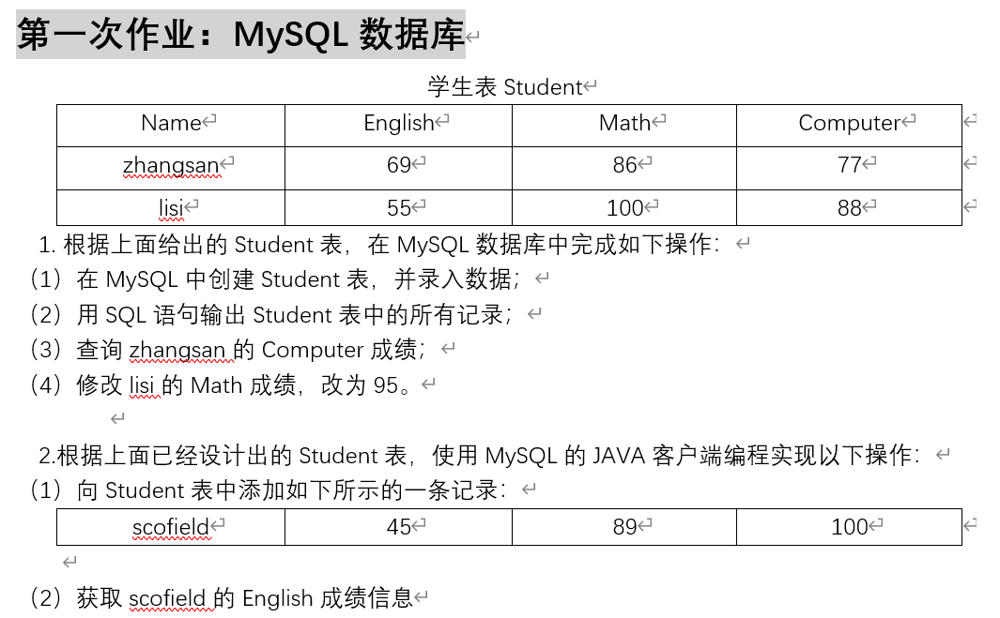 第一次作业：MySQL 数据库
学生表 Student
Name English Math Computer
zhangsan 69 86 77
lisi 55 100 88
1. 根据上面给出的 Student 表，在 MySQL 数据库中完成如下操作：
（1）在 MySQL 中创建 Student 表，并录入数据；
（2）用 SQL 语句输出 Student 表中的所有记录；
（3）查询 zhangsan 的 Computer 成绩；
（4）修改 lisi 的 Math 成绩，改为 95。
2.根据上面已经设计出的 Student 表，使用 MySQL 的 JAVA 客户端编程实现以下操作：
（1）向 Student 表中添加如下所示的一条记录：
scofield 45 89 100
（2）获取 scofield 的 English 成绩信息